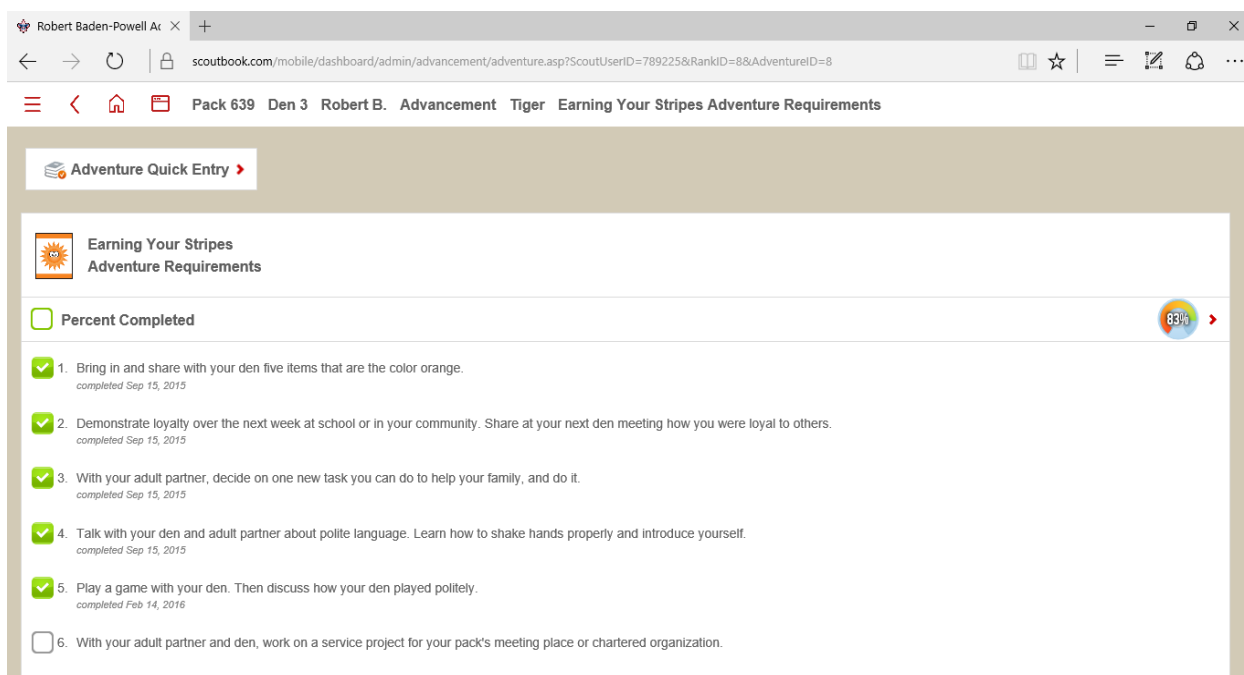 Robert Baden-Powell Ac
scoutbook.com/mobile/dashboard/admin/advancement/adventure.asp?ScoutUserID=789225&RankID=8&AdventureID=8
Pack 639 Den 3 Robert B. Advancement Tiger Earning Your Stripes Adventure Requirements
Adventure Quick Entry
Earning Your Stripes
Adventure Requirements
Percent Completed 83%
1. Bring in and share with your den five items that are the color orange.
completed Sep 15, 2015
2. Demonstrate loyalty over the next week at school or in your community. Share at your next den meeting how you were loyal to others.
completed Sep 15, 2015
3. With your adult partner, decide on one new task you can do to help your family, and do it.
completed Sep 15, 2015
4. Talk with your den and adult partner about polite language. Learn how to shake hands properly and introduce yourself.
completed Sep 15, 2015
5. Play a game with your den. Then discuss how your den played politely.
completed Feb 14, 2016
6. With your adult partner and den, work on a service project for your pack's meeting place or chartered organization.